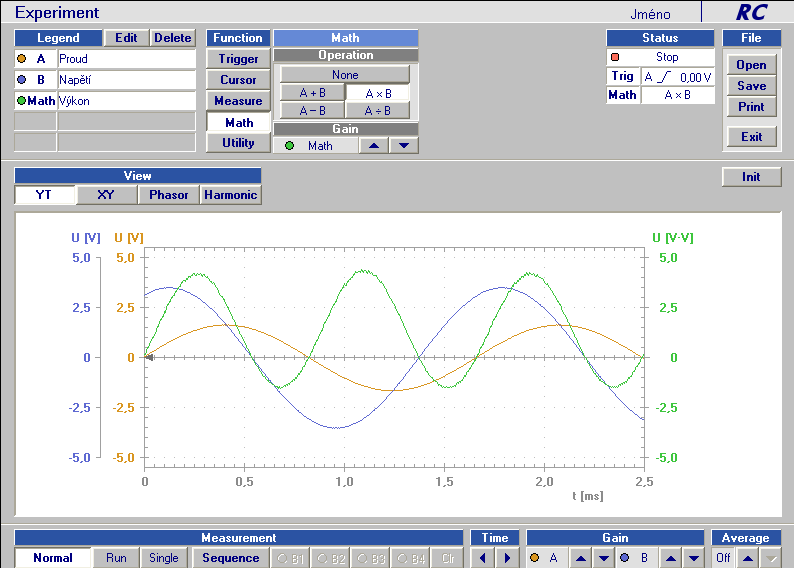 Experiment Jméno RC
Legend Edit Delete Function Math Status File
A Proud Trigger Operation Stop Open
B Napětí Cursor None Trig A 0,00 V Save
Math Výkon Measure A + B A × B Math A × B Print
Math A − B A ÷ B
Utility Gain Exit
Math
View Init
YT XY Phasor Harmonic
U [V] U [V] U [V·V]
5,0 5,0 5,0
2,5 2,5 2,5
0 0 0
-2,5 -2,5 -2,5
-5,0 -5,0 -5,0
0 0,5 1,0 1,5 2,0 2,5
t [ms]
Measurement Time Gain Average
Normal Run Single Sequence B1 B2 B3 B4 Clr A B Off